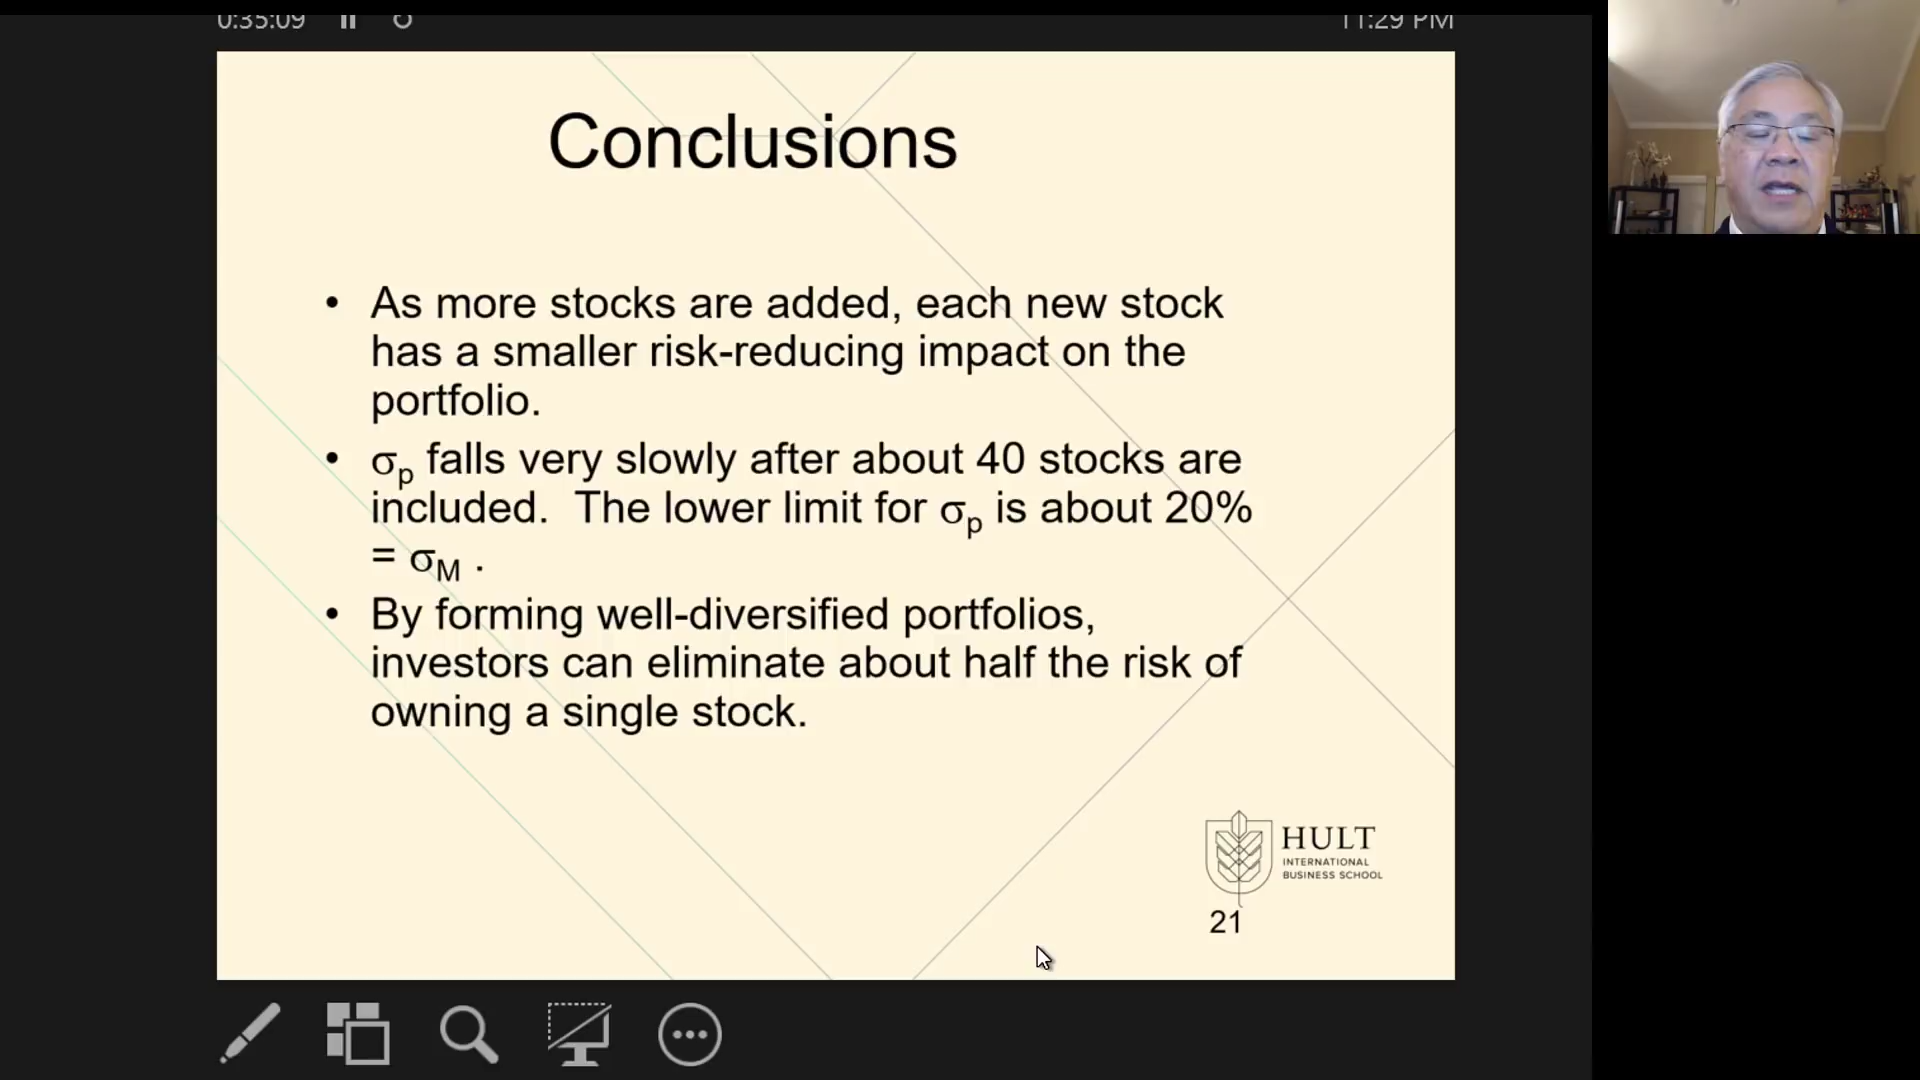 0:35:09
11:29 PM
Conclusions
• As more stocks are added, each new stock
has a smaller risk-reducing impact on the
portfolio.
• σp falls very slowly after about 40 stocks are
included. The lower limit for σp is about 20%
= σM .
• By forming well-diversified portfolios,
investors can eliminate about half the risk of
owning a single stock.
HULT
INTERNATIONAL
BUSINESS SCHOOL
21